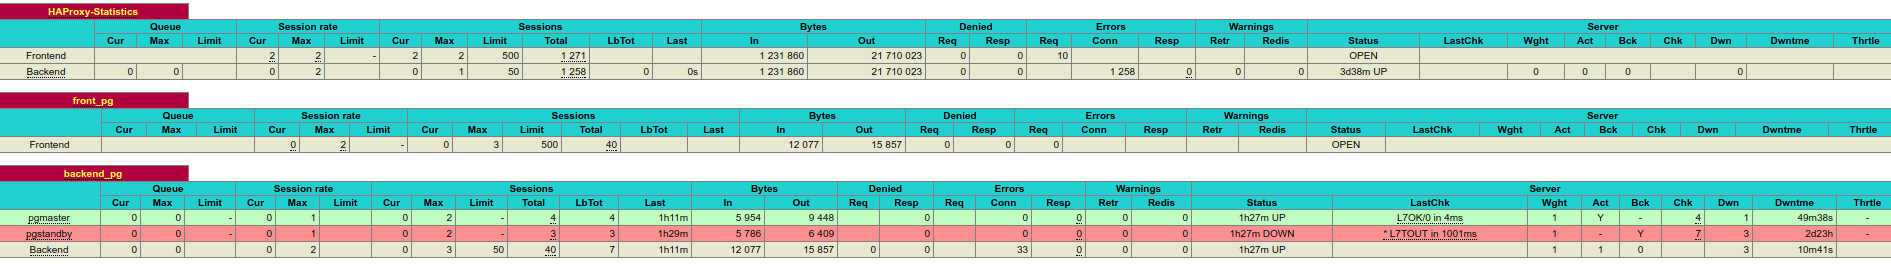 HAProxy-Statistics
Queue Session rate Sessions Bytes Denied Errors Warnings Server
Cur Max Limit Cur Max Limit Cur Max Limit Total LbTot Last In Out Req Resp Req Conn Resp Retr Redis Status LastChk Wght Act Bck Chk Dwn Dwntme Thrtle
Frontend 2 2 - 2 2 500 1 271 1 231 860 21 710 023 0 0 10 OPEN
Backend 0 0 0 2 0 1 50 1 258 0 0s 1 231 860 21 710 023 0 0 1 258 0 0 0 3d38m UP 0 0 0 0
front_pg
Queue Session rate Sessions Bytes Denied Errors Warnings Server
Cur Max Limit Cur Max Limit Cur Max Limit Total LbTot Last In Out Req Resp Req Conn Resp Retr Redis Status LastChk Wght Act Bck Chk Dwn Dwntme Thrtle
Frontend 0 2 - 0 3 500 40 12 077 15 857 0 0 0 OPEN
backend_pg
Queue Session rate Sessions Bytes Denied Errors Warnings Server
Cur Max Limit Cur Max Limit Cur Max Limit Total LbTot Last In Out Req Resp Req Conn Resp Retr Redis Status LastChk Wght Act Bck Chk Dwn Dwntme Thrtle
pgmaster 0 0 - 0 1 0 2 - 4 4 1h11m 5 954 9 448 0 0 0 0 0 1h27m UP L7OK/0 in 4ms 1 Y - 4 1 49m38s -
pgstandby 0 0 - 0 1 0 2 - 3 3 1h29m 5 786 6 409 0 0 0 0 0 1h27m DOWN * L7TOUT in 1001ms 1 - Y 7 3 2d23h -
Backend 0 0 0 2 0 3 50 40 7 1h11m 12 077 15 857 0 0 33 0 0 0 1h27m UP 1 1 0 3 10m41s